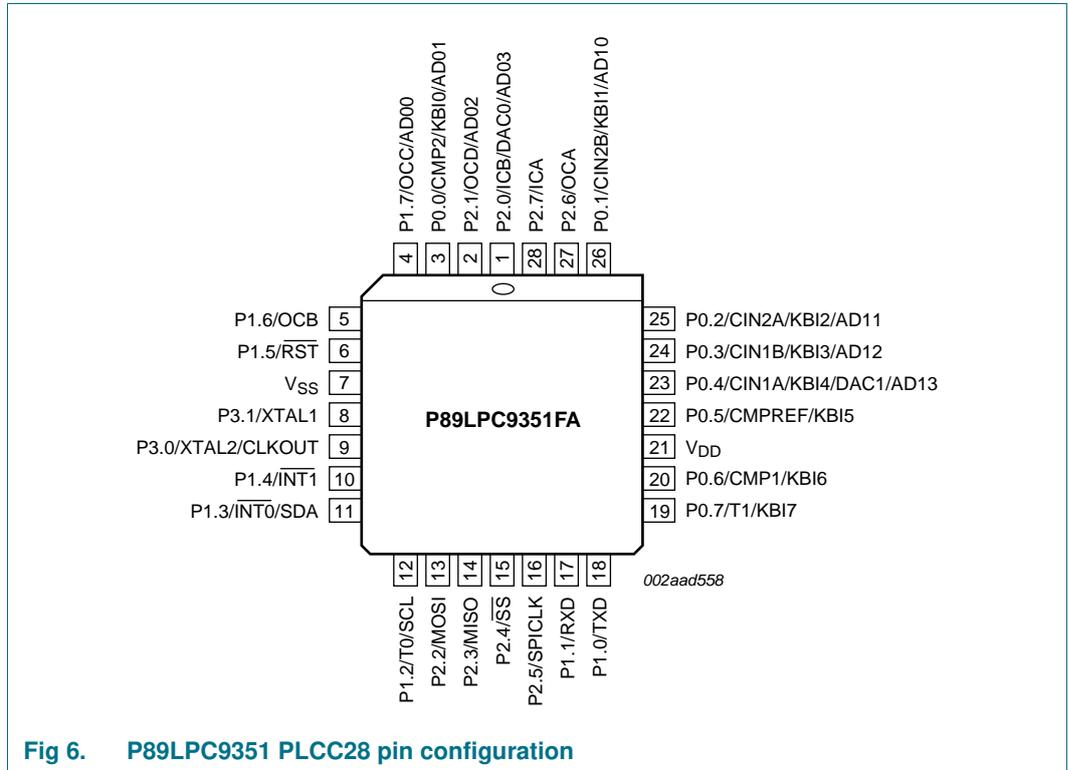 P1.7/OCC/AD00
P0.0/CMP2/KBI0/AD01
P2.1/OCD/AD02
P2.0/ICB/DAC0/AD03
P2.7/ICA
P2.6/OCA
P0.1/CIN2B/KBI1/AD10
4
3
2
1
28
27
26
P1.6/OCB 5
P1.5/RST 6
VSS 7
P3.1/XTAL1 8
P3.0/XTAL2/CLKOUT 9
P1.4/INT1 10
P1.3/INT0/SDA 11
P89LPC9351FA
25 P0.2/CIN2A/KBI2/AD11
24 P0.3/CIN1B/KBI3/AD12
23 P0.4/CIN1A/KBI4/DAC1/AD13
22 P0.5/CMPREF/KBI5
21 VDD
20 P0.6/CMP1/KBI6
19 P0.7/T1/KBI7
12
13
14
15
16
17
18
P1.2/T0/SCL
P2.2/MOSI
P2.3/MISO
P2.4/SS
P2.5/SPICLK
P1.1/RXD
P1.0/TXD
002aad558
Fig 6. P89LPC9351 PLCC28 pin configuration